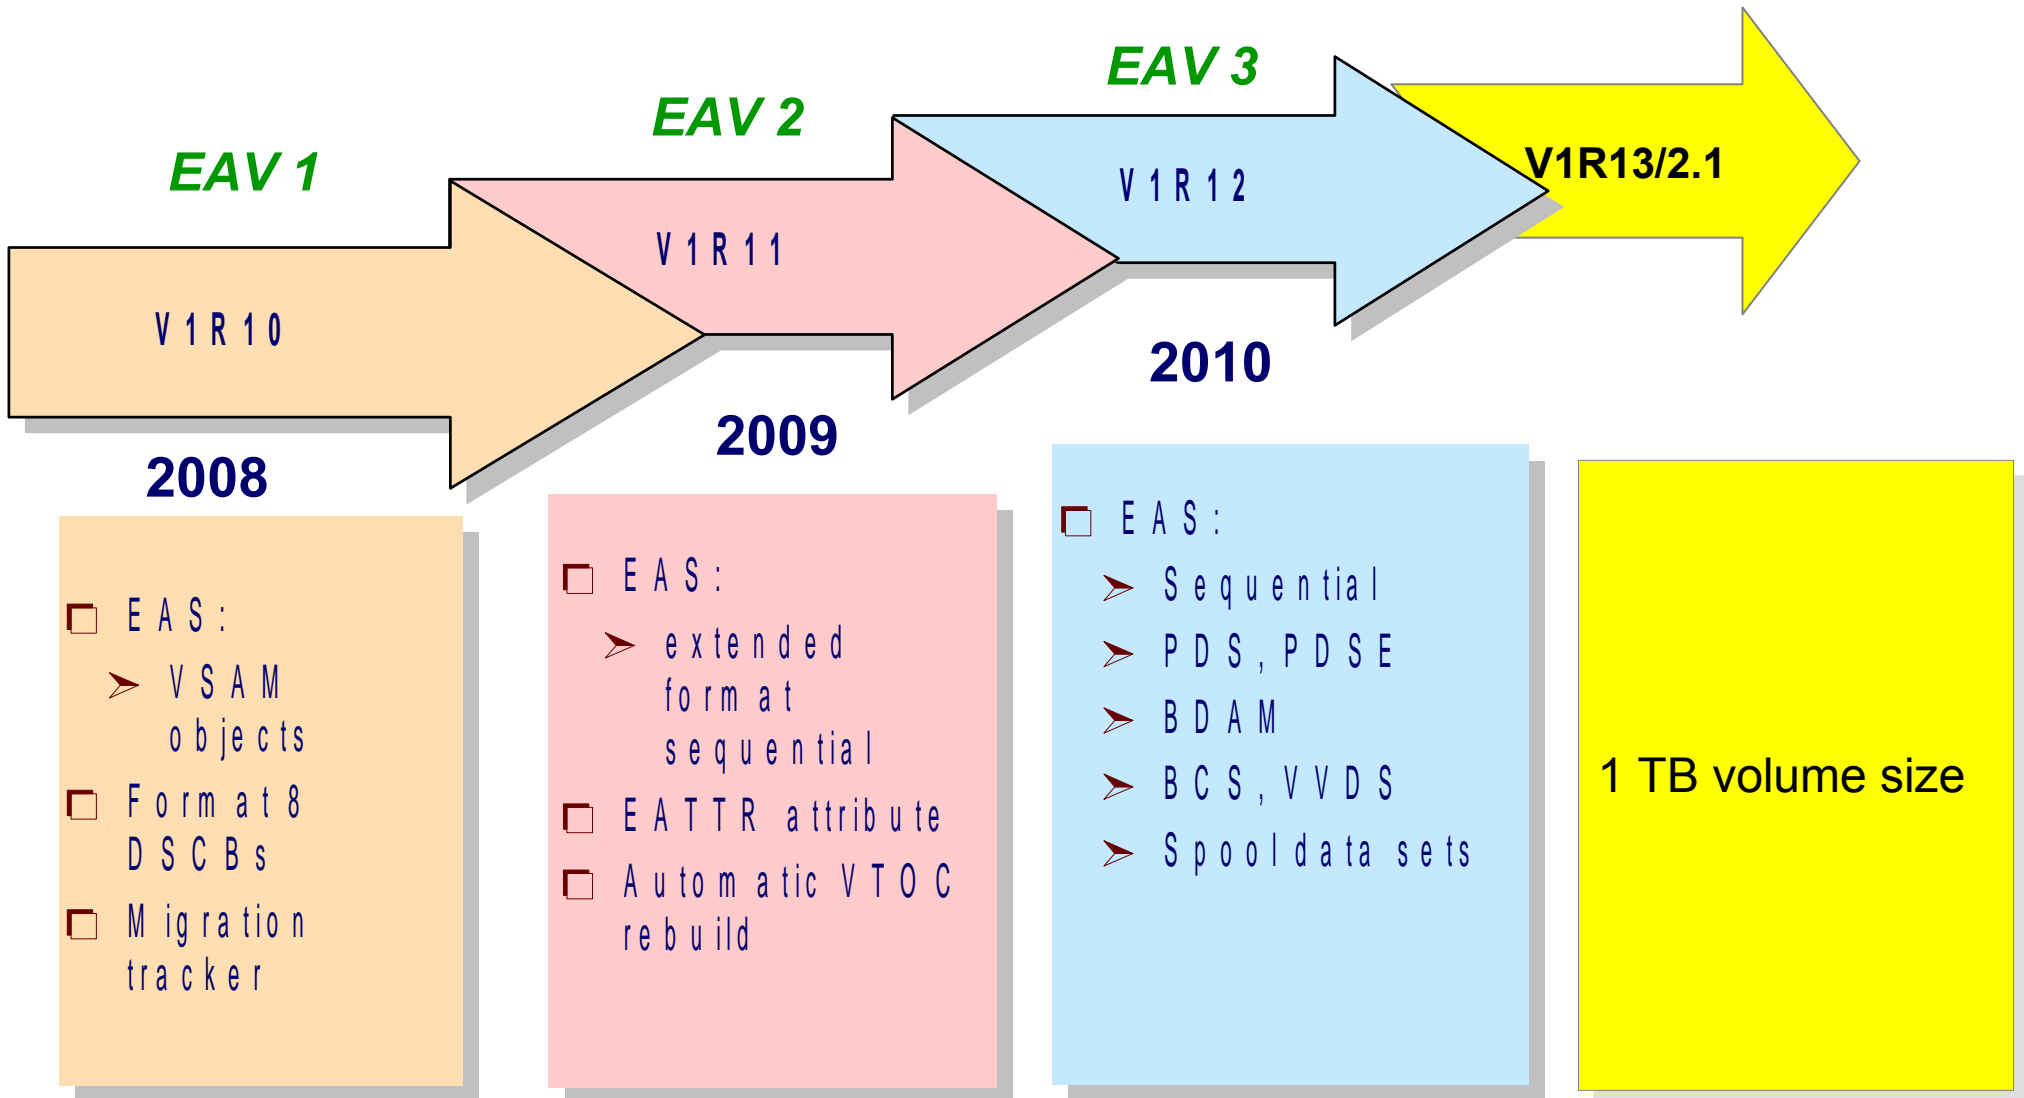 EAV 1
EAV 2
EAV 3
V1R10
V1R11
V1R12
V1R13/2.1
2008
2009
2010
EAS:
VSAM
objects
Format 8
DSCBs
Migration
tracker
EAS:
extended
format
sequential
EATTR attribute
Automatic VTOC
rebuild
EAS:
Sequential
PDS, PDSE
BDAM
BCS, VVDS
Spool data sets
1 TB volume size